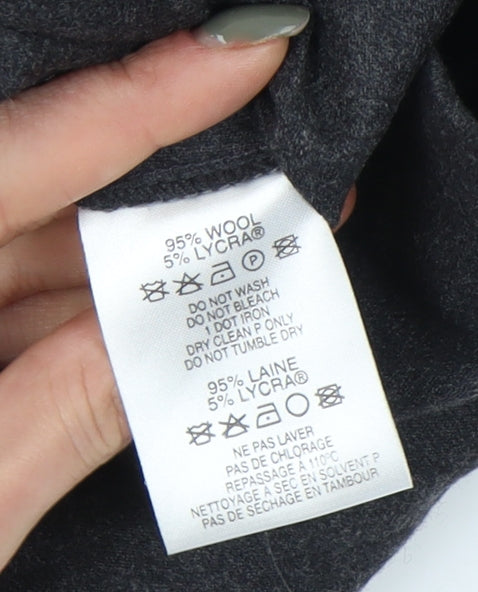 95% WOOL
5% LYCRA®
P
DO NOT WASH
DO NOT BLEACH
1 DOT IRON
DRY CLEAN P ONLY
DO NOT TUMBLE DRY
95% LAINE
5% LYCRA®
NE PAS LAVER
PAS DE CHLORAGE
REPASSAGE A 110°C
NETTOYAGE A SEC EN SOLVENT P
PAS DE SECHAGE EN TAMBOUR